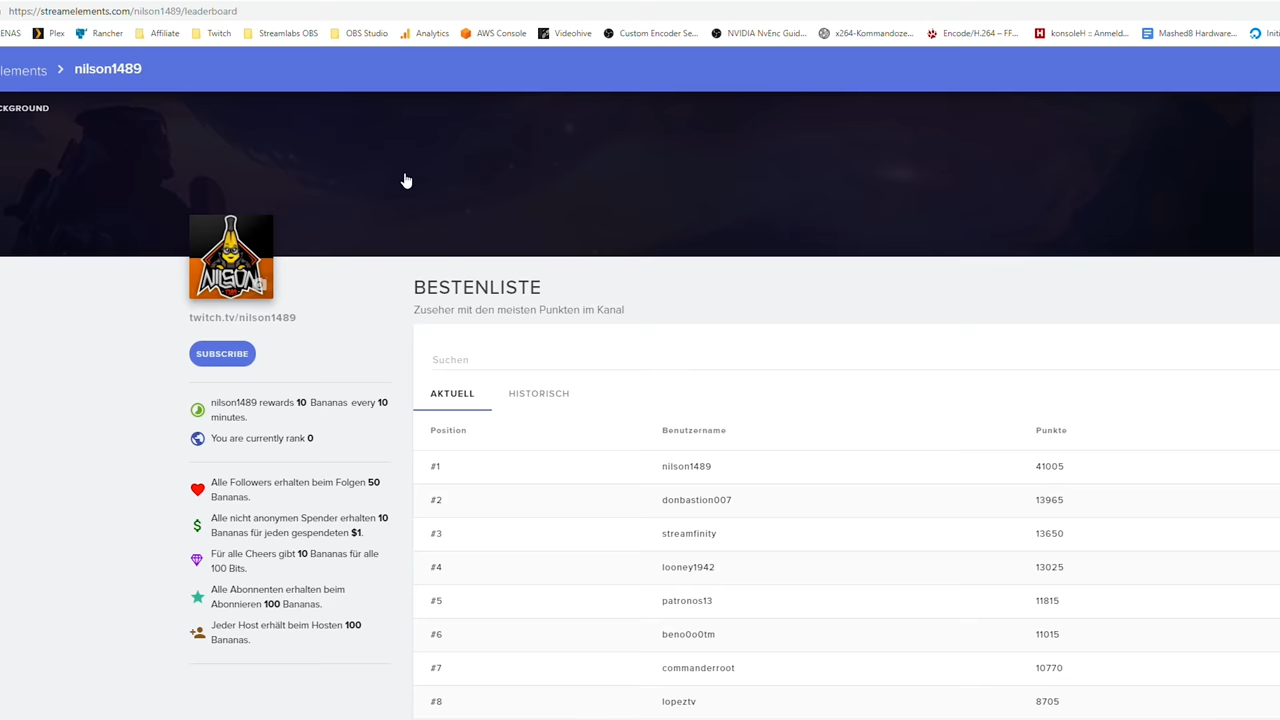 https://streamelements.com/nilson1489/leaderboard
ENAS Plex Rancher Affiliate Twitch Streamlabs OBS OBS Studio Analytics AWS Console Videohive Custom Encoder Se... NVIDIA NvEnc Guid... x264-Kommandoze... Encode/H.264 – FF... konsoleH :: Anmeld... Mashed8 Hardware... Initi
lements > nilson1489
CKGROUND
NILSON
twitch.tv/nilson1489
SUBSCRIBE
nilson1489 rewards 10 Bananas every 10
minutes.
You are currently rank 0
Alle Followers erhalten beim Folgen 50
Bananas.
Alle nicht anonymen Spender erhalten 10
Bananas für jeden gespendeten $1.
Für alle Cheers gibt 10 Bananas für alle
100 Bits.
Alle Abonnenten erhalten beim
Abonnieren 100 Bananas.
Jeder Host erhält beim Hosten 100
Bananas.
BESTENLISTE
Zuseher mit den meisten Punkten im Kanal
Suchen
AKTUELL HISTORISCH
Position Benutzername Punkte
#1 nilson1489 41005
#2 donbastion007 13965
#3 streamfinity 13650
#4 looney1942 13025
#5 patronos13 11815
#6 beno0o0tm 11015
#7 commanderroot 10770
#8 lopeztv 8705